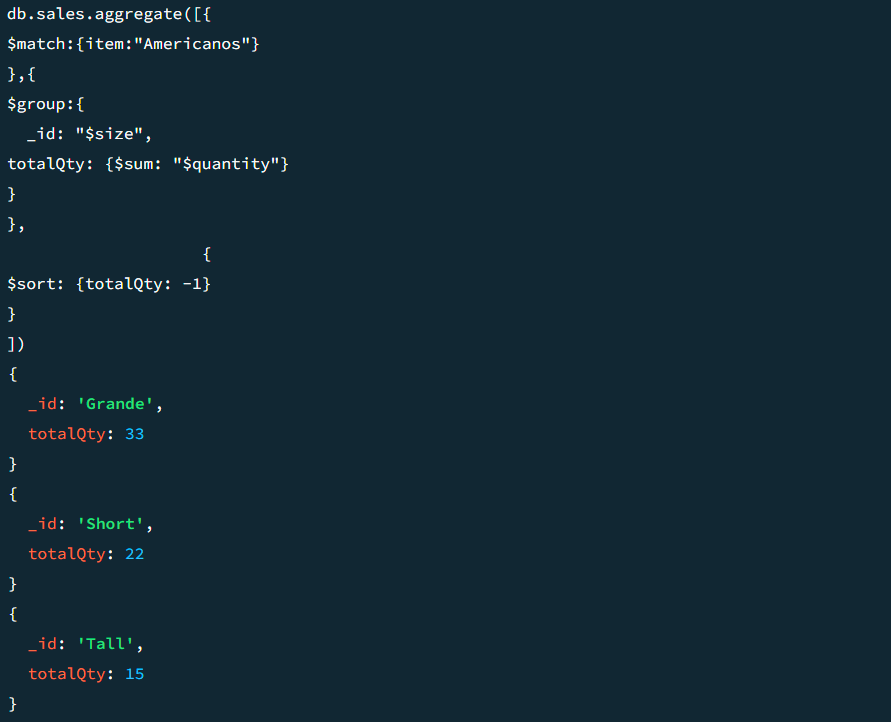 db.sales.aggregate([{
$match:{item:"Americanos"}
},{
$group:{
  _id: "$size",
totalQty: {$sum: "$quantity"}
}
},
                    {
$sort: {totalQty: -1}
}
])
{
  _id: 'Grande',
  totalQty: 33
}
{
  _id: 'Short',
  totalQty: 22
}
{
  _id: 'Tall',
  totalQty: 15
}